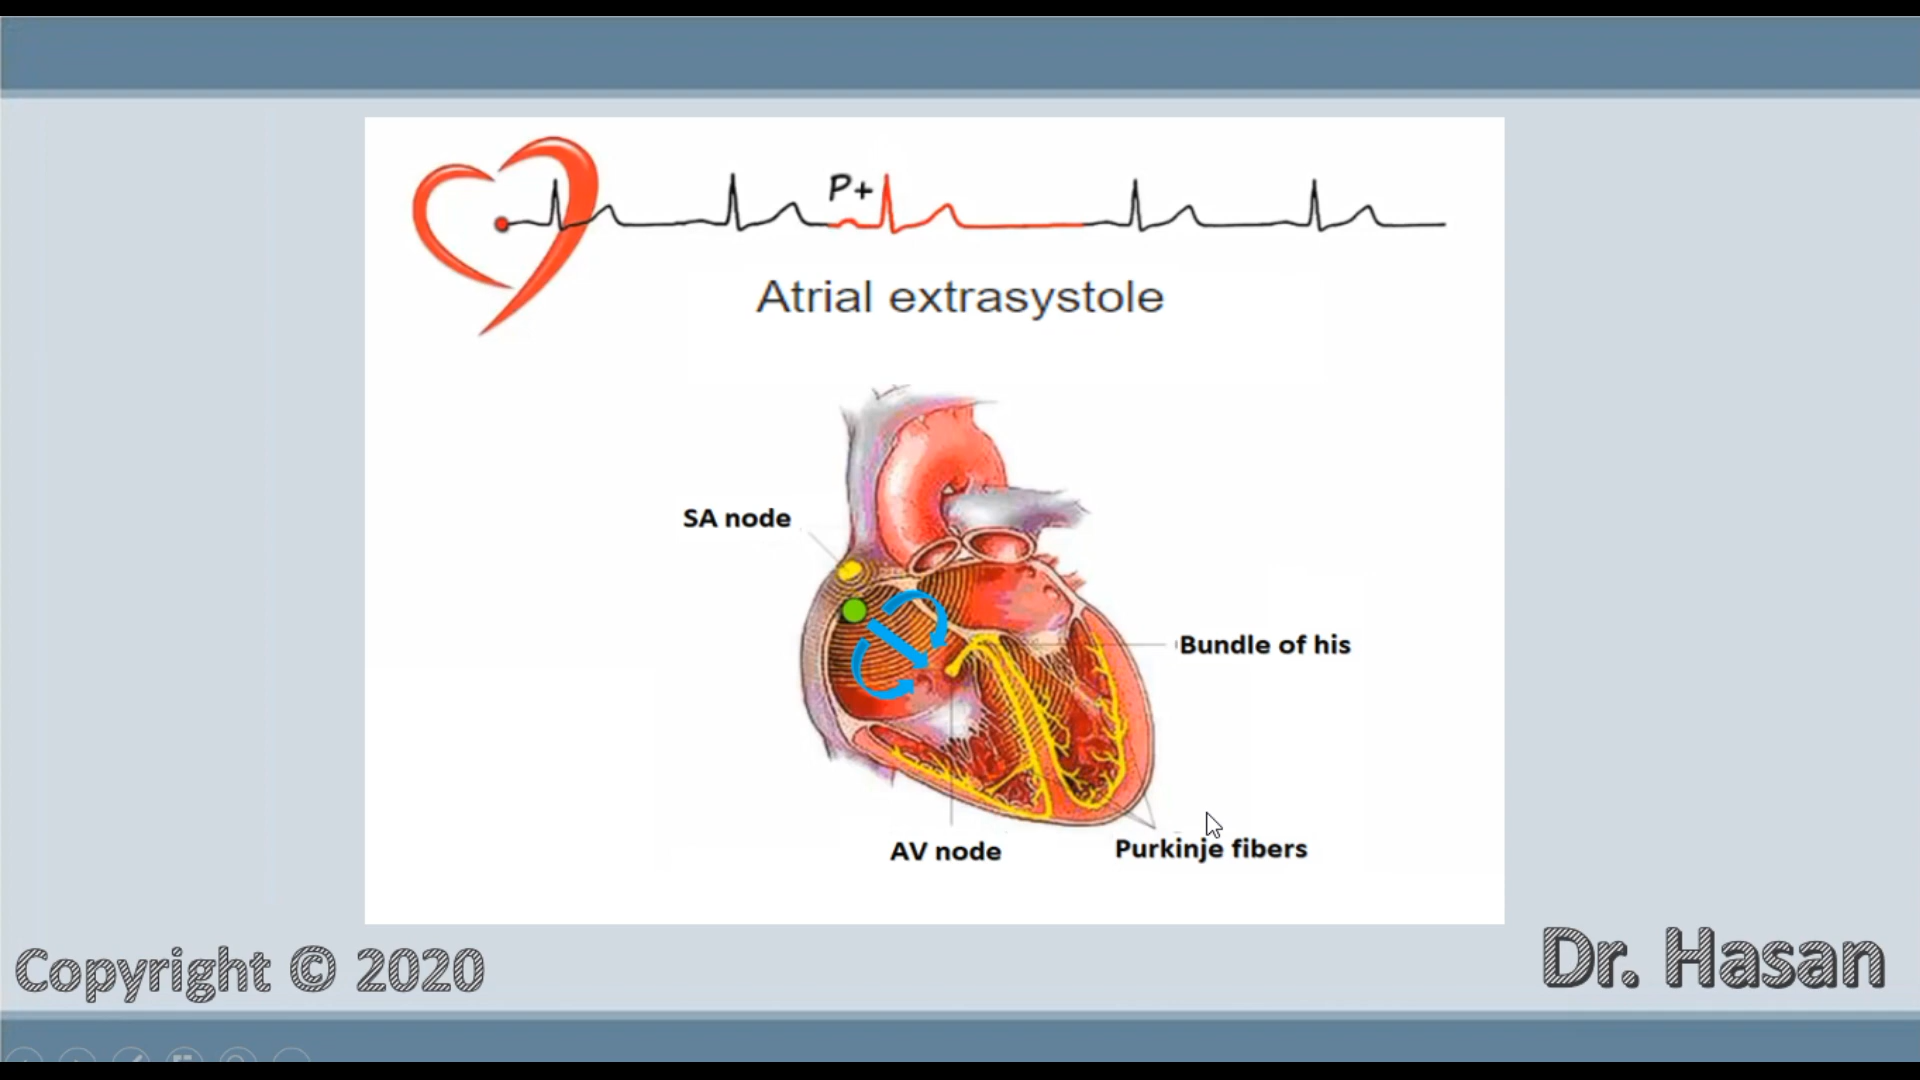 P+
Atrial extrasystole
SA node
Bundle of his
AV node
Purkinje fibers
Copyright © 2020
Dr. Hasan